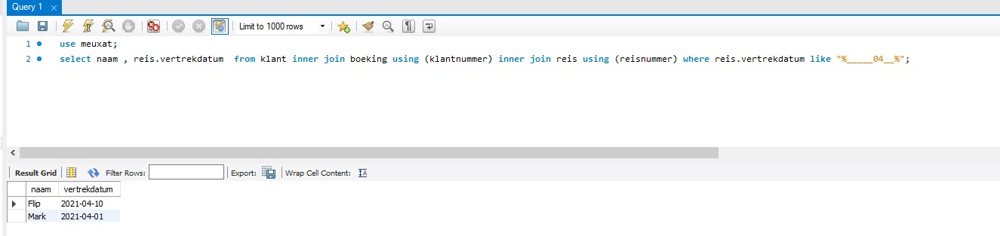 Query 1
Limit to 1000 rows
1 use meuxat;
2 select naam , reis.vertrekdatum  from klant inner join boeking using (klantnummer) inner join reis using (reisnummer) where reis.vertrekdatum like "%_____04__%";
Result Grid Filter Rows: Export: Wrap Cell Content:
naam vertrekdatum
Flip 2021-04-10
Mark 2021-04-01